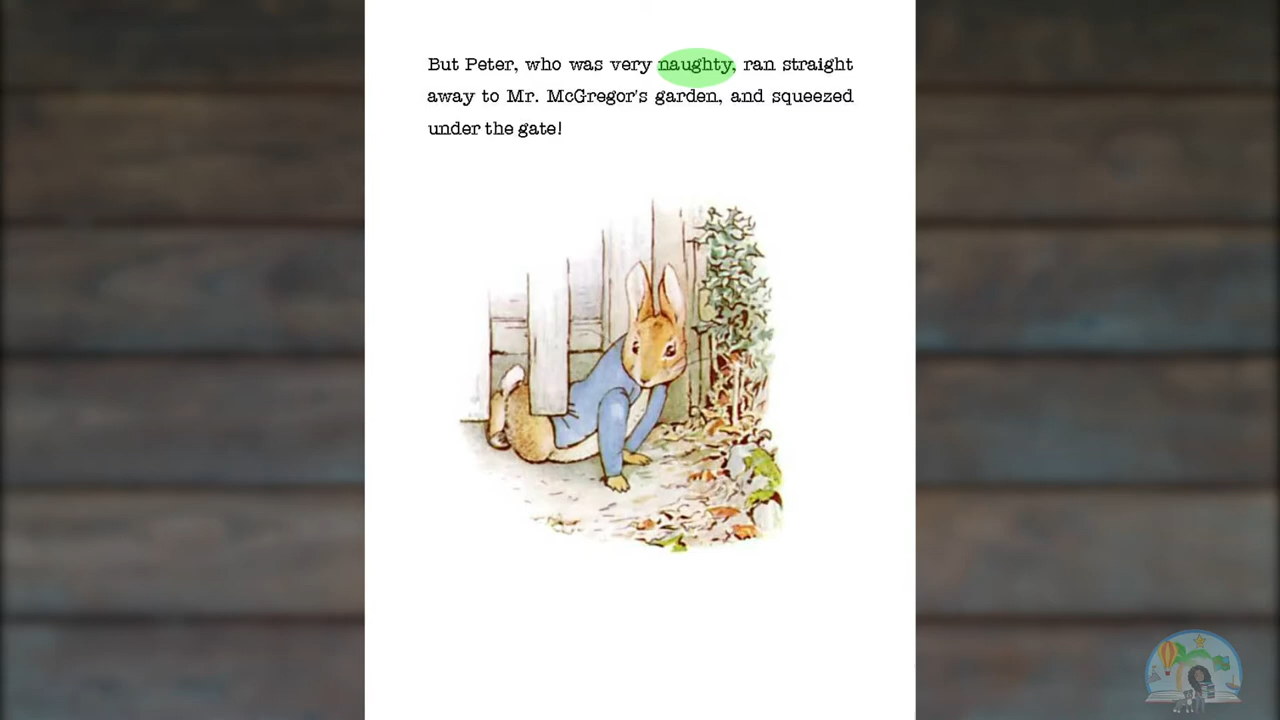 But Peter, who was very naughty, ran straight
away to Mr. McGregor's garden, and squeezed
under the gate!